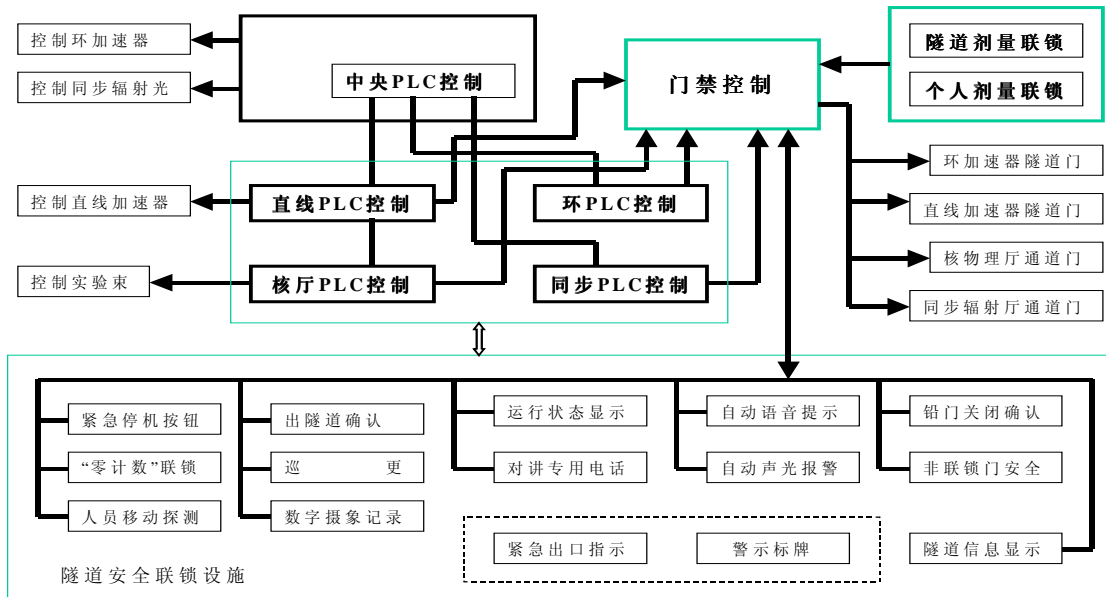 控制环加速器
控制同步辐射光
中央PLC控制
门禁控制
隧道剂量联锁
个人剂量联锁
控制直线加速器
直线PLC控制
环PLC控制
环加速器隧道门
直线加速器隧道门
核物理厅通道门
同步辐射厅通道门
控制实验束
核厅PLC控制
同步PLC控制
紧急停机按钮
出隧道确认
运行状态显示
自动语音提示
铅门关闭确认
“零计数”联锁
巡 更
对讲专用电话
自动声光报警
非联锁门安全
人员移动探测
数字摄象记录
紧急出口指示
警示标牌
隧道信息显示
隧道安全联锁设施